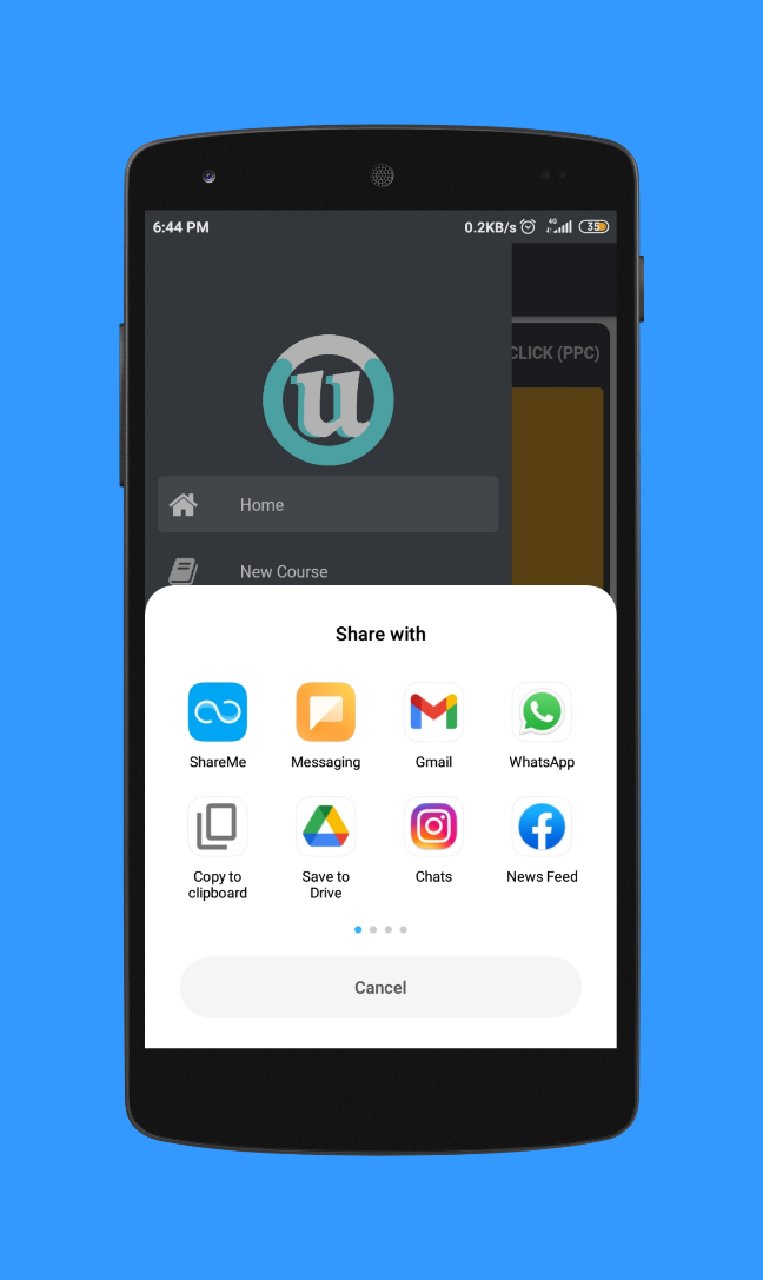 6:44 PM
0.2KB/s 4G 35
u
CLICK (PPC)
Home
New Course
Share with
ShareMe
Messaging
Gmail
WhatsApp
Copy to
clipboard
Save to
Drive
Chats
News Feed
Cancel